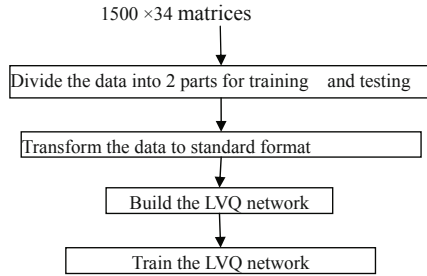 1500 ×34 matrices
Divide the data into 2 parts for training and testing
Transform the data to standard format
Build the LVQ network
Train the LVQ network